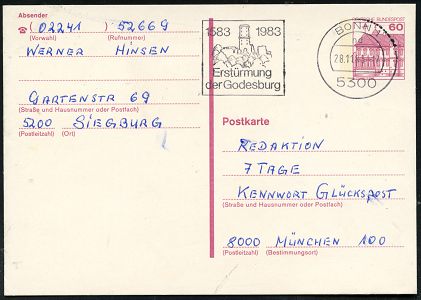 Absender
(02241) 52669
(Vorwahl) (Rufnummer)
WERNER HINSEN
GARTENSTR 69
(Straße und Hausnummer oder Postfach)
5200 SIEGBURG
(Postleitzahl) (Ort)
1583 1983
Erstürmung
der Godesburg
BONN
28.11
5300
DEUTSCHE BUNDESPOST
60
Postkarte
REDAKTION
7 TAGE
KENNWORT GLÜCKSPOST
(Straße und Hausnummer oder Postfach)
8000 MÜNCHEN 100
(Postleitzahl) (Bestimmungsort)